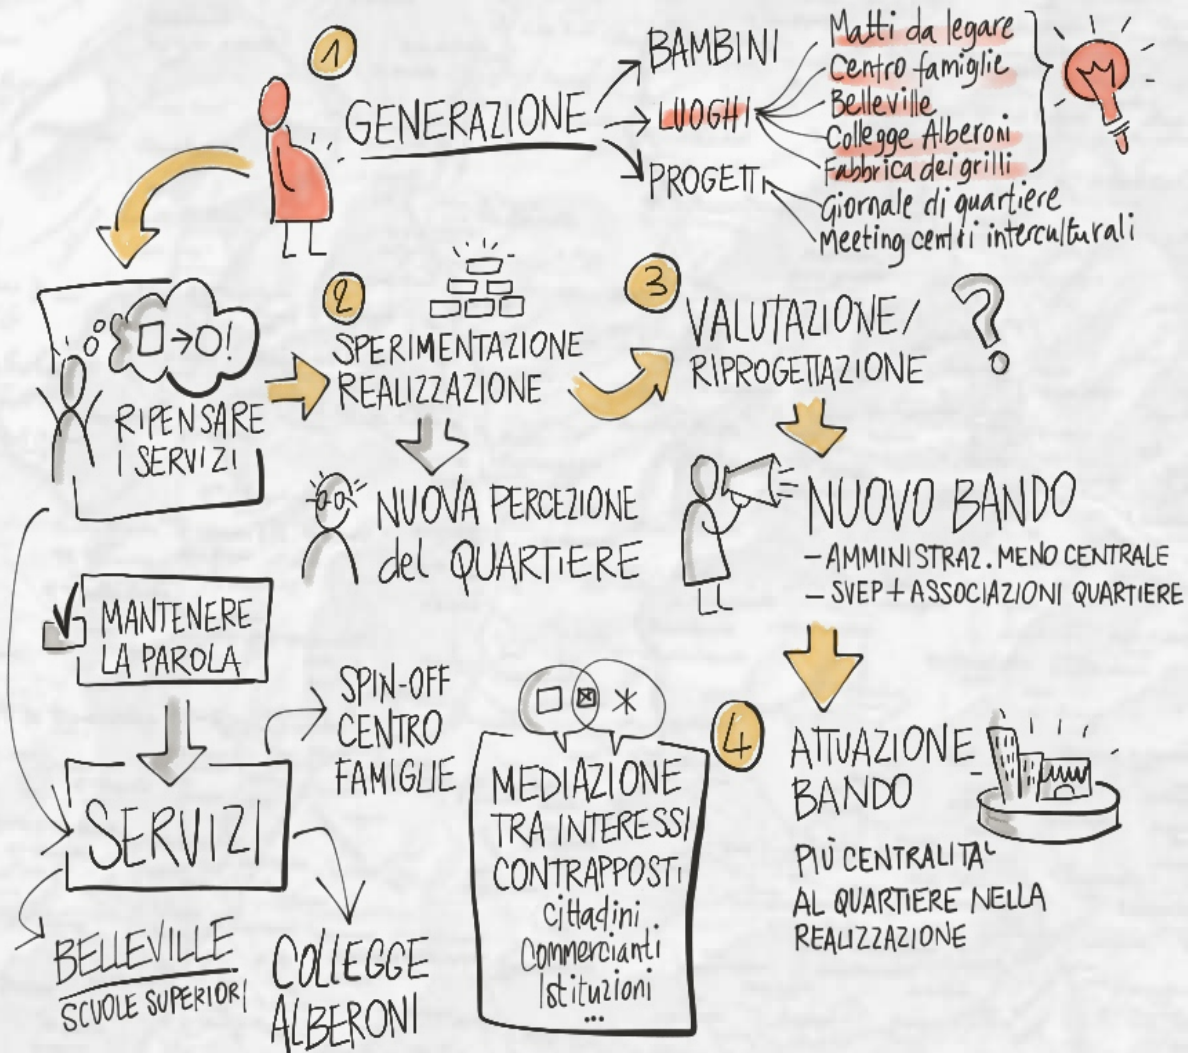 1
GENERAZIONE
BAMBINI
LUOGHI
PROGETTI
Matti da legare
Centro famiglie
Belleville
Collegge Alberoni
Fabbrica dei grilli
Giornale di quartiere
Meeting centri interculturali
RIPENSARE
I SERVIZI
2
SPERIMENTAZIONE
REALIZZAZIONE
3
VALUTAZIONE/
RIPROGETTAZIONE
?
NUOVA PERCEZIONE
del QUARTIERE
NUOVO BANDO
– AMMINISTRAZ. MENO CENTRALE
– SVEP + ASSOCIAZIONI QUARTIERE
MANTENERE
LA PAROLA
SERVIZI
SPIN-OFF
CENTRO
FAMIGLIE
BELLEVILLE
SCUOLE SUPERIORI
COLLEGGE
ALBERONI
MEDIAZIONE
TRA INTERESSI
CONTRAPPOSTI
Cittadini
Commercianti
Istituzioni
...
4
ATTUAZIONE
BANDO
PIÙ CENTRALITA'
AL QUARTIERE NELLA
REALIZZAZIONE